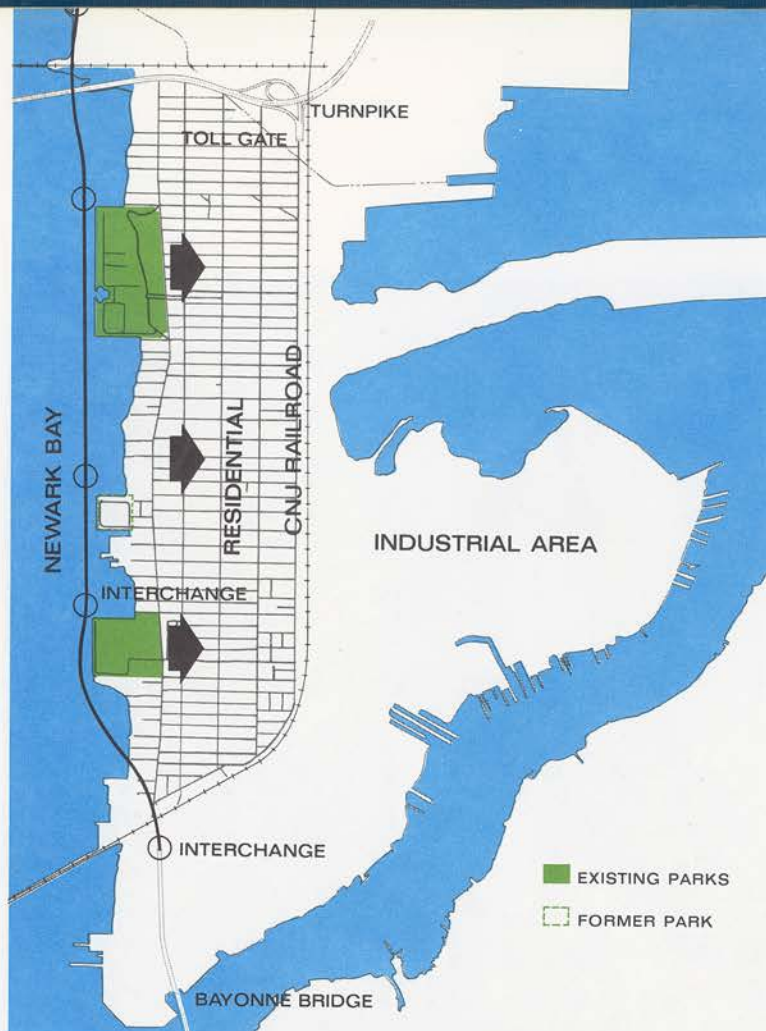 TURNPIKE
TOLL GATE
NEWARK BAY
RESIDENTIAL
CNJ RAILROAD
INDUSTRIAL AREA
INTERCHANGE
INTERCHANGE
EXISTING PARKS
FORMER PARK
BAYONNE BRIDGE